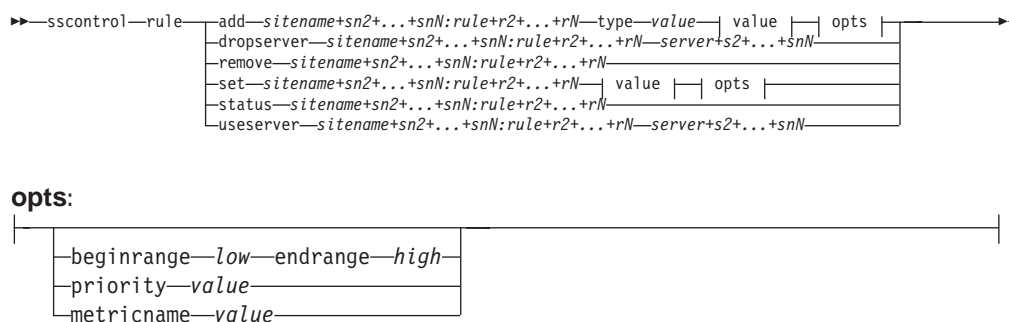 sscontrol rule add sitename+sn2+...+snN:rule+r2+...+rN type value value opts
dropserver sitename+sn2+...+snN:rule+r2+...+rN server+s2+...+snN
remove sitename+sn2+...+snN:rule+r2+...+rN
set sitename+sn2+...+snN:rule+r2+...+rN value opts
status sitename+sn2+...+snN:rule+r2+...+rN
useserver sitename+sn2+...+snN:rule+r2+...+rN server+s2+...+snN
opts:
beginrange low endrange high
priority value
metricname value